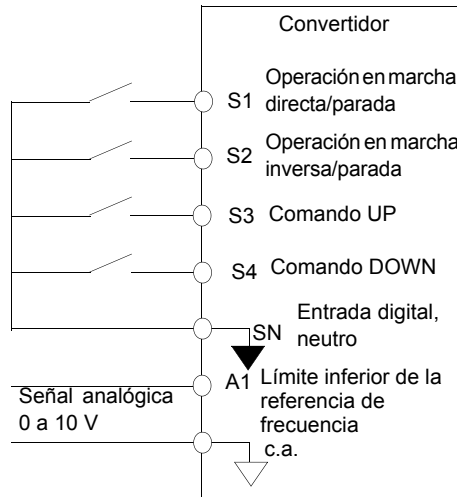 Convertidor
S1 Operación en marcha
directa/parada
S2 Operación en marcha
inversa/parada
S3 Comando UP
S4 Comando DOWN
SN Entrada digital,
neutro
A1 Límite inferior de la
referencia de
frecuencia
c.a.
Señal analógica
0 a 10 V